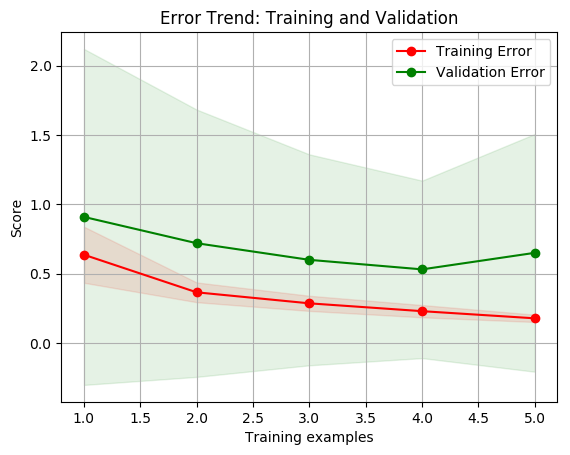 Error Trend: Training and Validation
Training Error
Validation Error
2.0
1.5
1.0
0.5
0.0
Score
1.0 1.5 2.0 2.5 3.0 3.5 4.0 4.5 5.0
Training examples